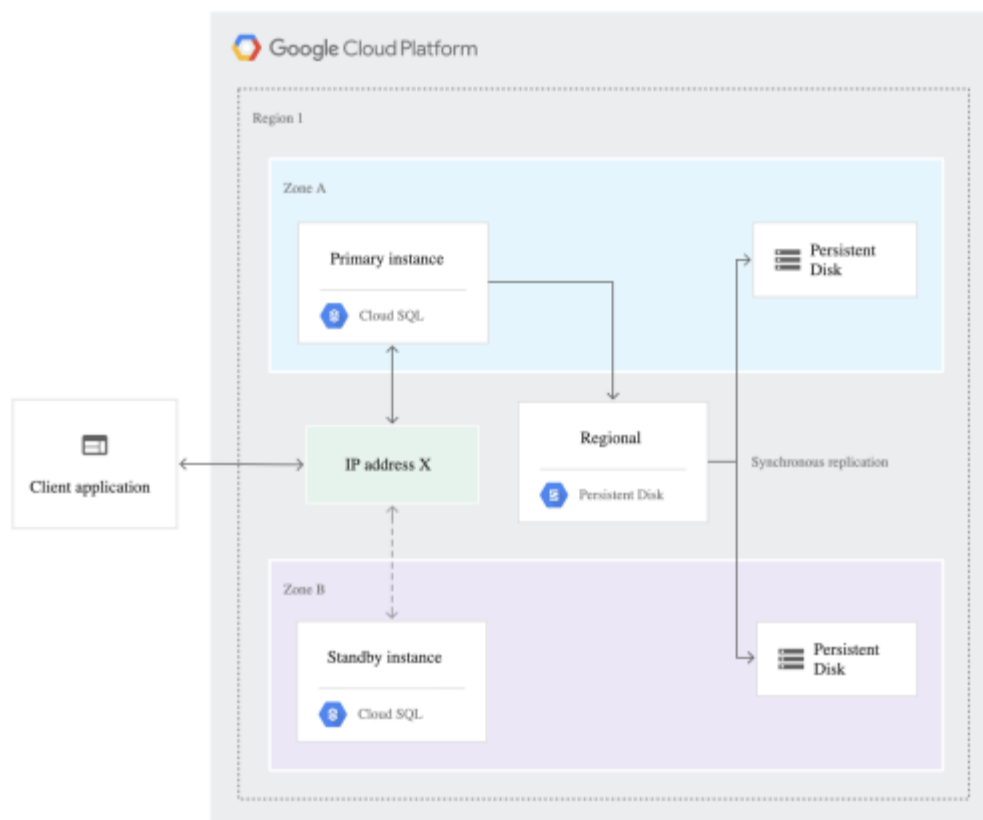 Google Cloud Platform
Region 1
Zone A
Primary instance
Cloud SQL
Persistent
Disk
Client application
IP address X
Regional
Persistent Disk
Synchronous replication
Zone B
Standby instance
Cloud SQL
Persistent
Disk